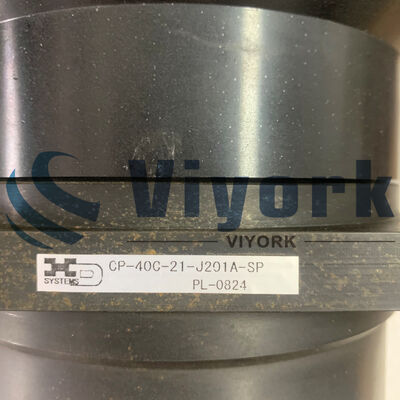 Viyork
VIYORK
CP-40C-21-J201A-SP
SYSTEMS
PL-0824